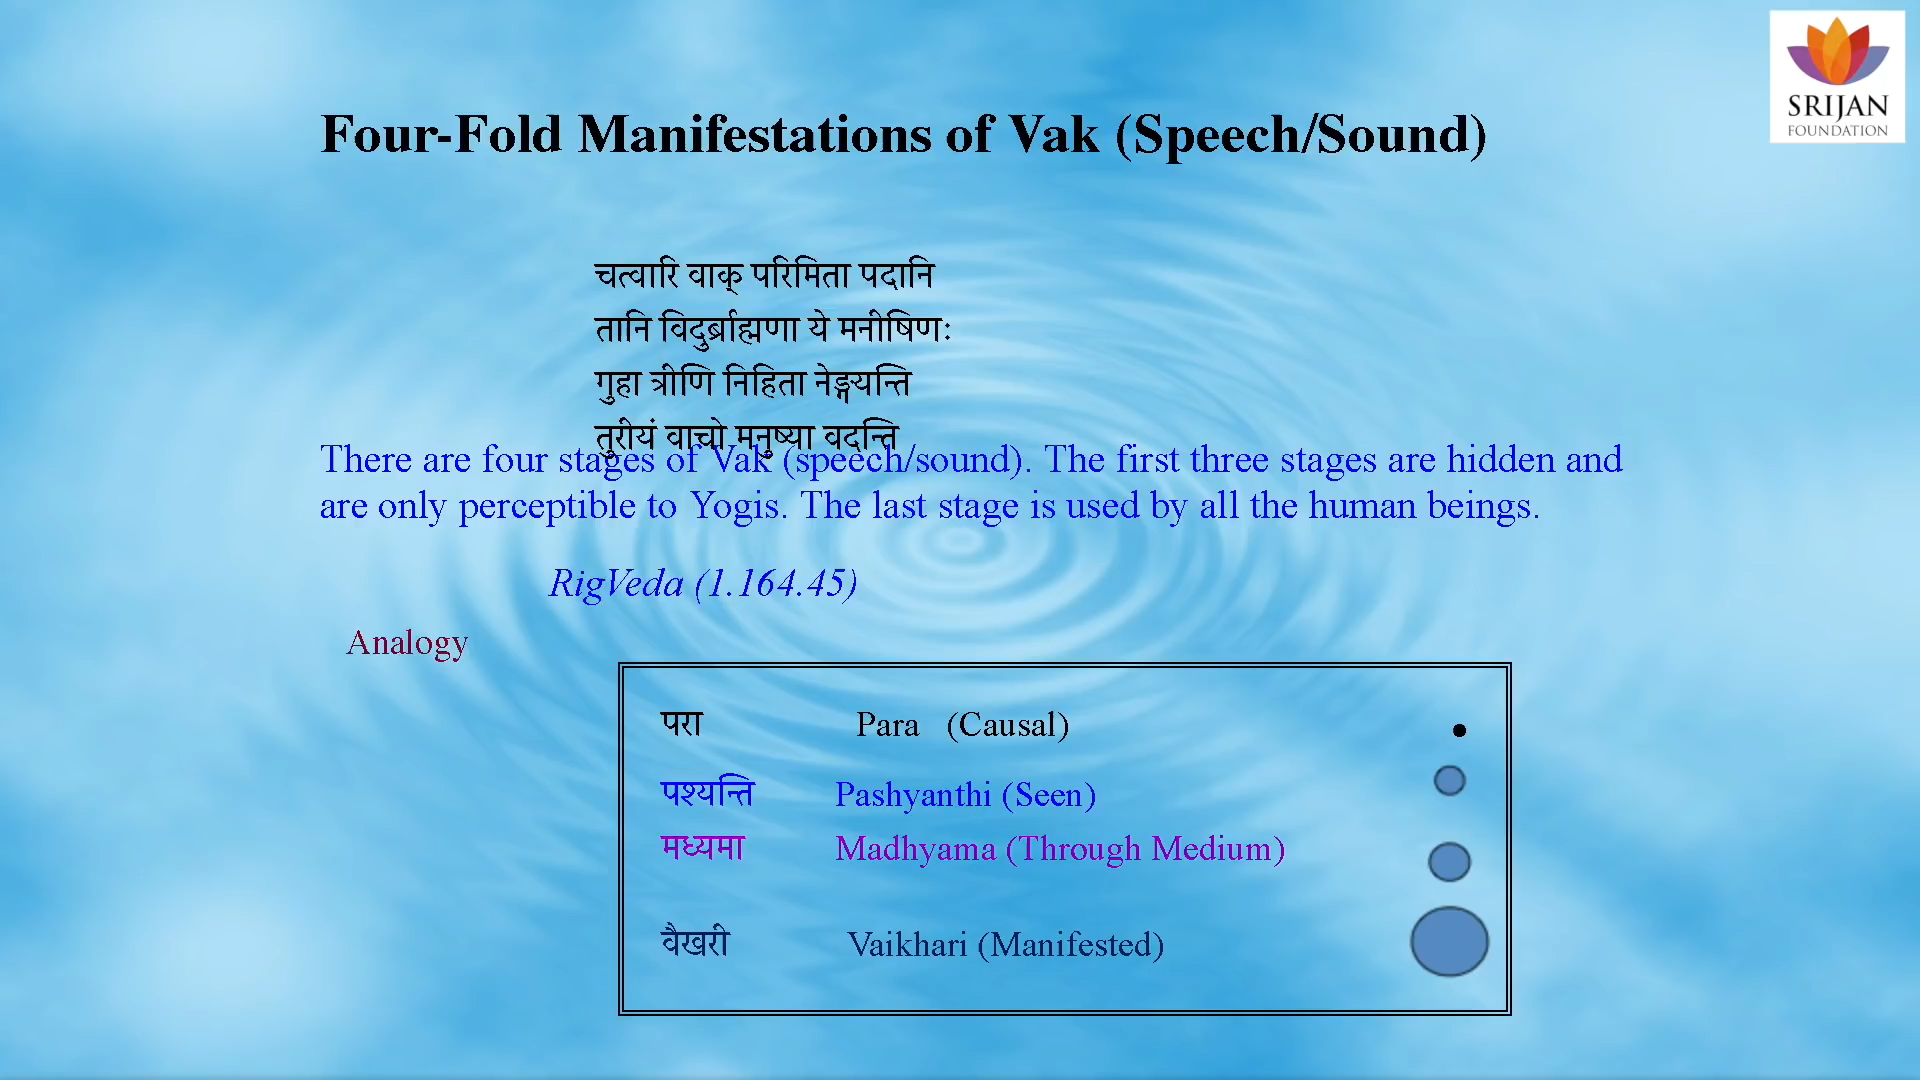 SRIJAN
FOUNDATION
Four-Fold Manifestations of Vak (Speech/Sound)
चत्वारि वाक् परिमिता पदानि
तानि विदुर्ब्राह्मणा ये मनीषिणः
गुहा त्रीणि निहिता नेङ्गयन्ति
तुरीयं वाचो मनुष्या वदन्ति
There are four stages of Vak (speech/sound). The first three stages are hidden and
are only perceptible to Yogis. The last stage is used by all the human beings.
RigVeda (1.164.45)
Analogy
परा Para (Causal)
पश्यन्ति Pashyanthi (Seen)
मध्यमा Madhyama (Through Medium)
वैखरी Vaikhari (Manifested)